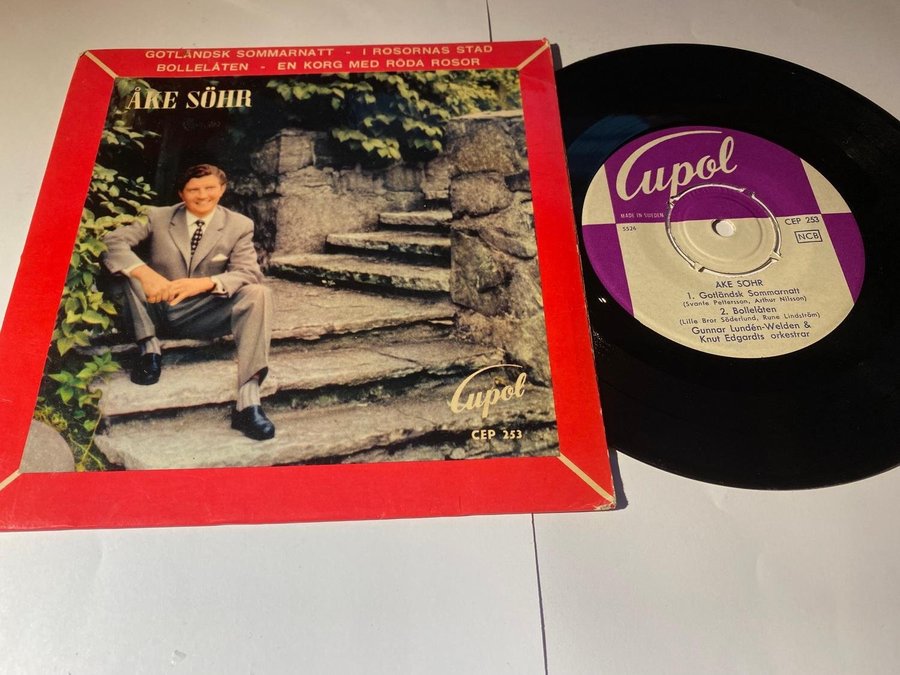 GOTLÄNDSK SOMMARNATT - I ROSORNAS STAD
BOLLELÅTEN - EN KORG MED RÖDA ROSOR
ÅKE SÖHR
Cupol
CEP 253
Cupol
MADE IN SWEDEN
5526
CEP 253
NCB
ÅKE SÖHR
1. Gotländsk Sommarnatt
(Svante Pettersson, Arthur Nilsson)
2. Bollelåten
(Lille Bror Söderlund, Rune Lindström)
Gunnar Lundén-Welden &
Knut Edgardts orkestrar